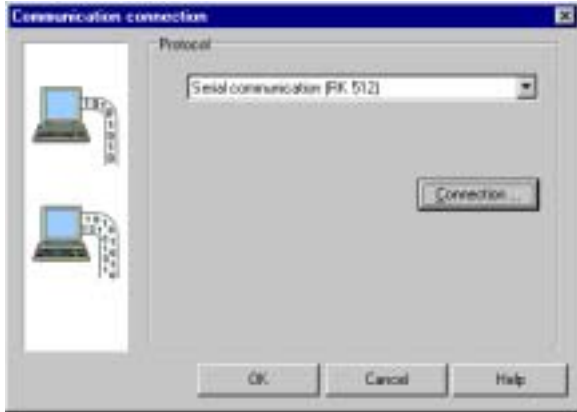 Communication connection
Protocol
Serial communication (RK 512)
Connection ...
OK
Cancel
Help